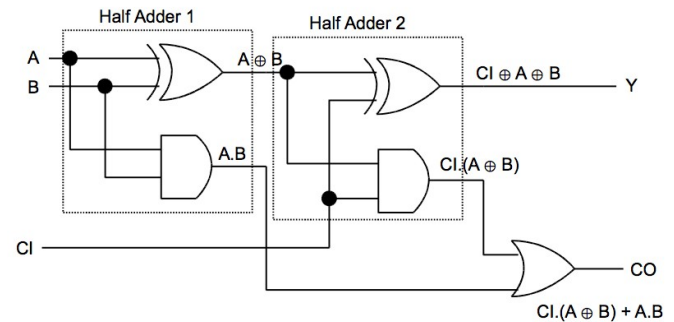 Half Adder 1
Half Adder 2
A
B
A ⊕ B
CI ⊕ A ⊕ B
Y
A.B
CI.(A ⊕ B)
CI
CO
CI.(A ⊕ B) + A.B